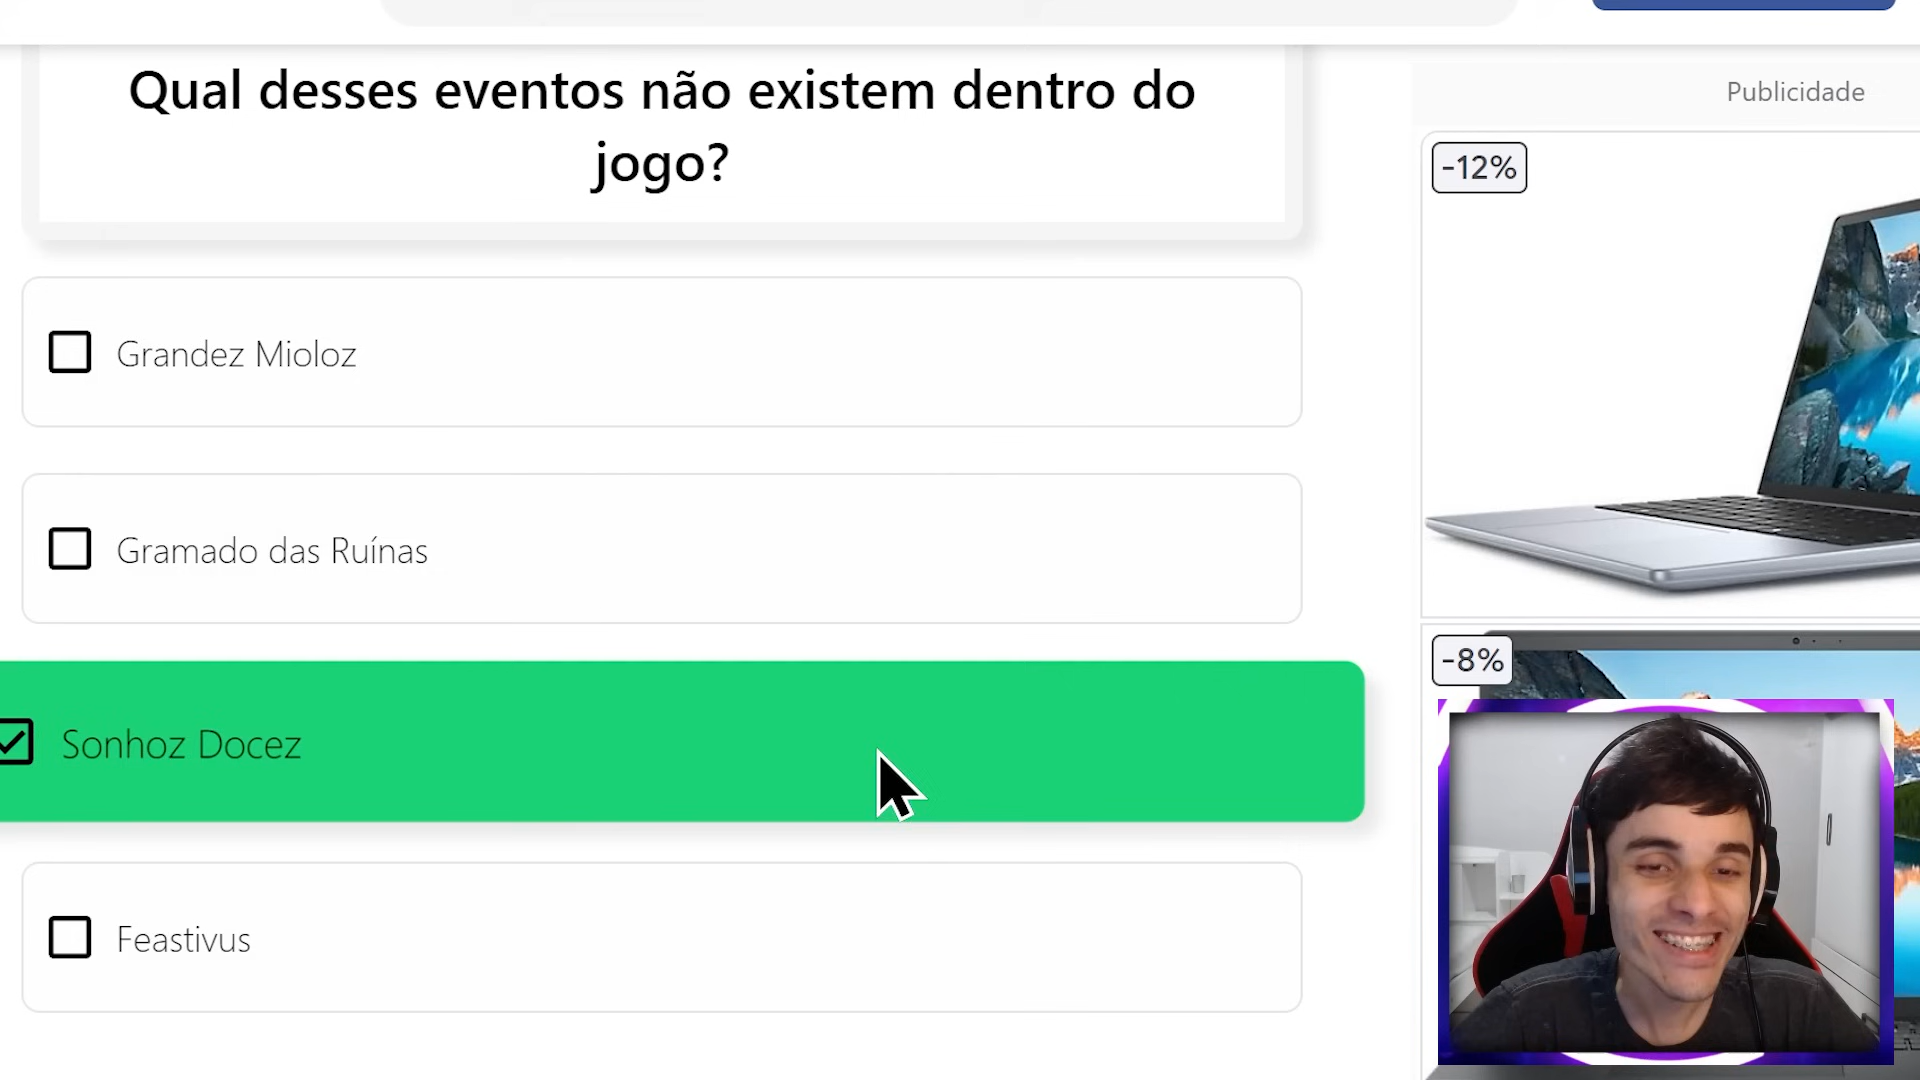 Qual desses eventos não existem dentro do
jogo?
Grandez Mioloz
Gramado das Ruínas
Sonhoz Docez
Feastivus
Publicidade
-12%
-8%